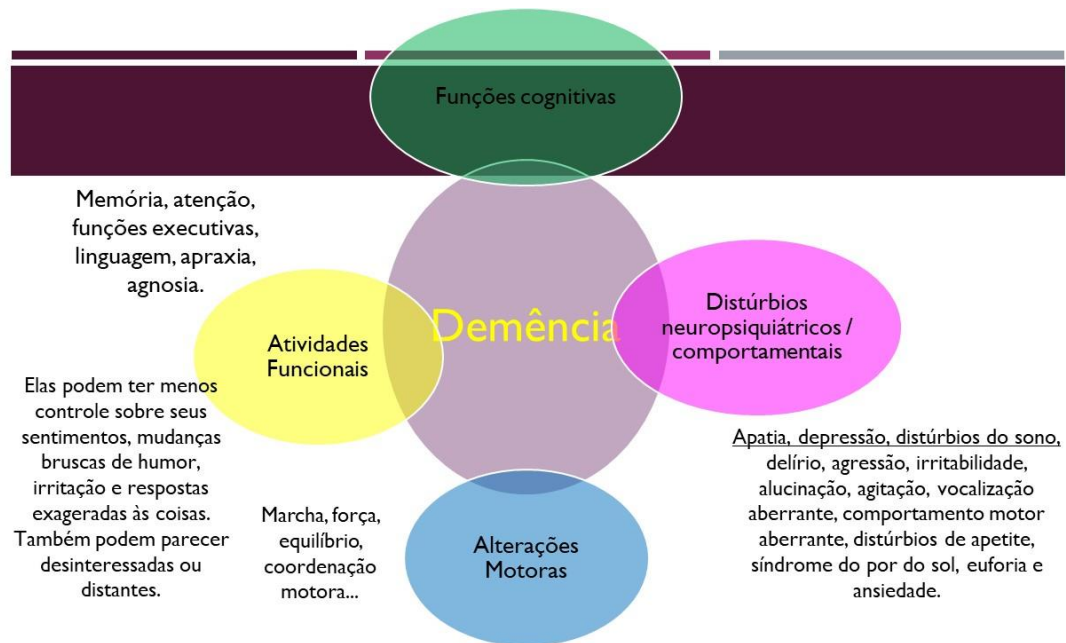 Funções cognitivas
Memória, atenção,
funções executivas,
linguagem, apraxia,
agnosia.
Demência
Distúrbios
neuropsiquiátricos /
comportamentais
Atividades
Funcionais
Elas podem ter menos
controle sobre seus
sentimentos, mudanças
bruscas de humor,
irritação e respostas
exageradas às coisas.
Também podem parecer
desinteressadas ou
distantes.
Marcha, força,
equilíbrio,
coordenação
motora...
Alterações
Motoras
Apatia, depressão, distúrbios do sono,
delírio, agressão, irritabilidade,
alucinação, agitação, vocalização
aberrante, comportamento motor
aberrante, distúrbios de apetite,
síndrome do por do sol, euforia e
ansiedade.